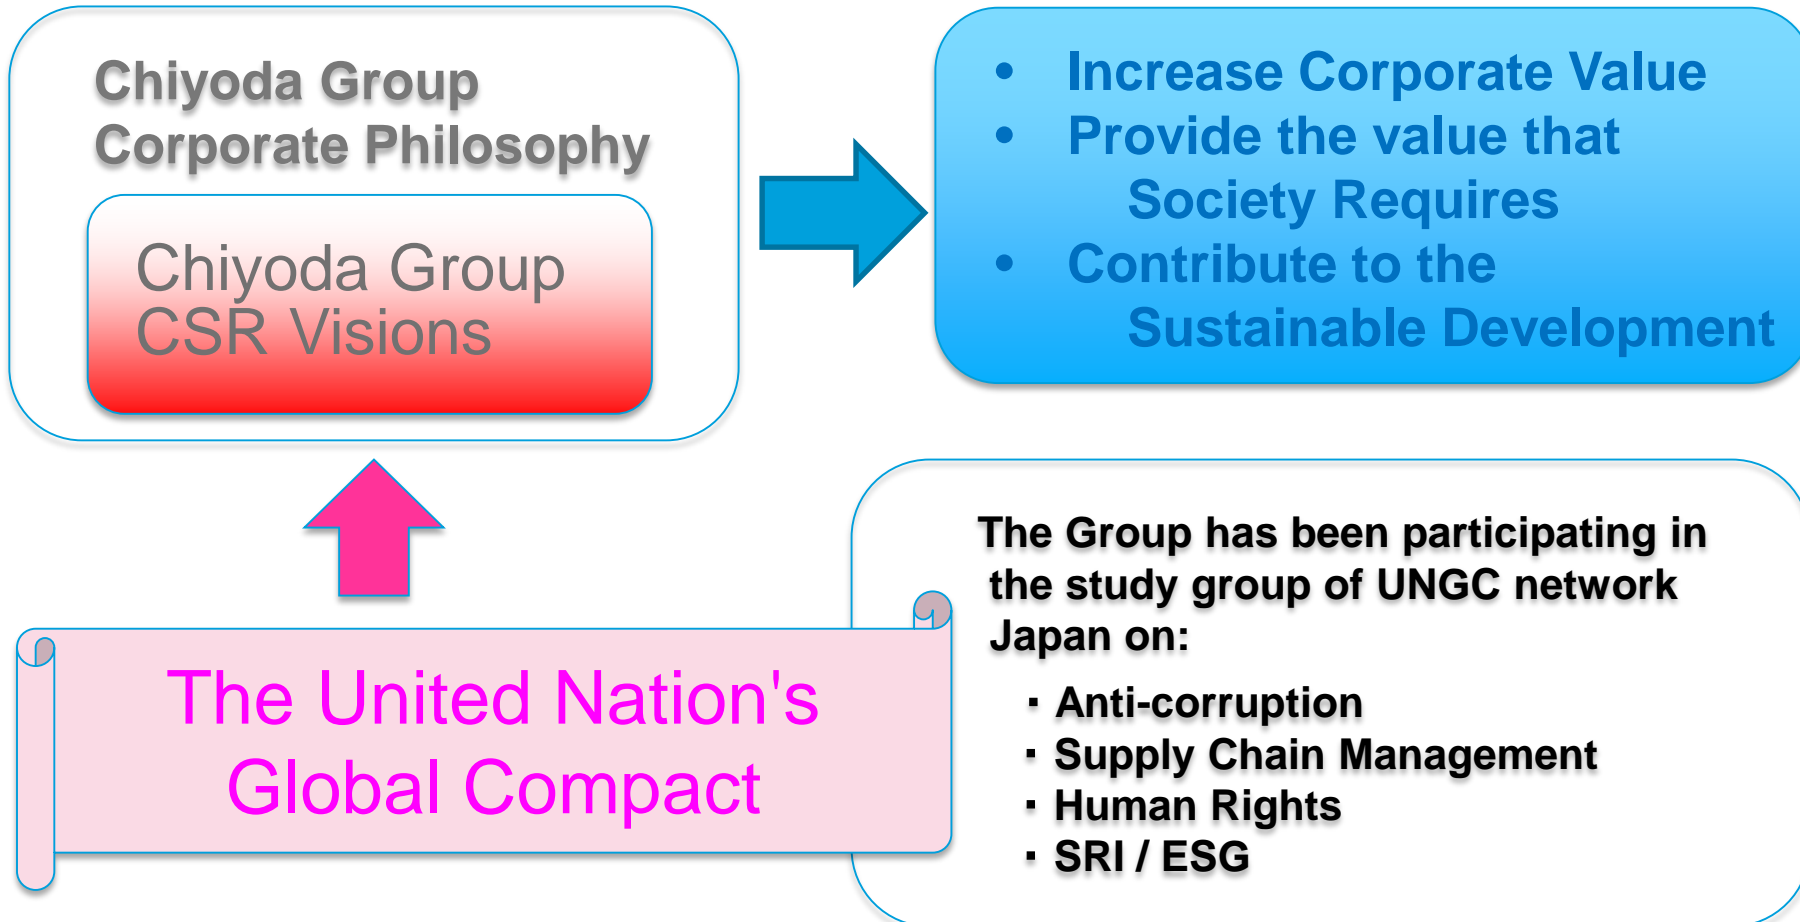 Chiyoda Group
Corporate Philosophy
Chiyoda Group
CSR Visions
• Increase Corporate Value
• Provide the value that
Society Requires
• Contribute to the
Sustainable Development
The United Nation's
Global Compact
The Group has been participating in
the study group of UNGC network
Japan on:
・Anti-corruption
・Supply Chain Management
・Human Rights
・SRI / ESG